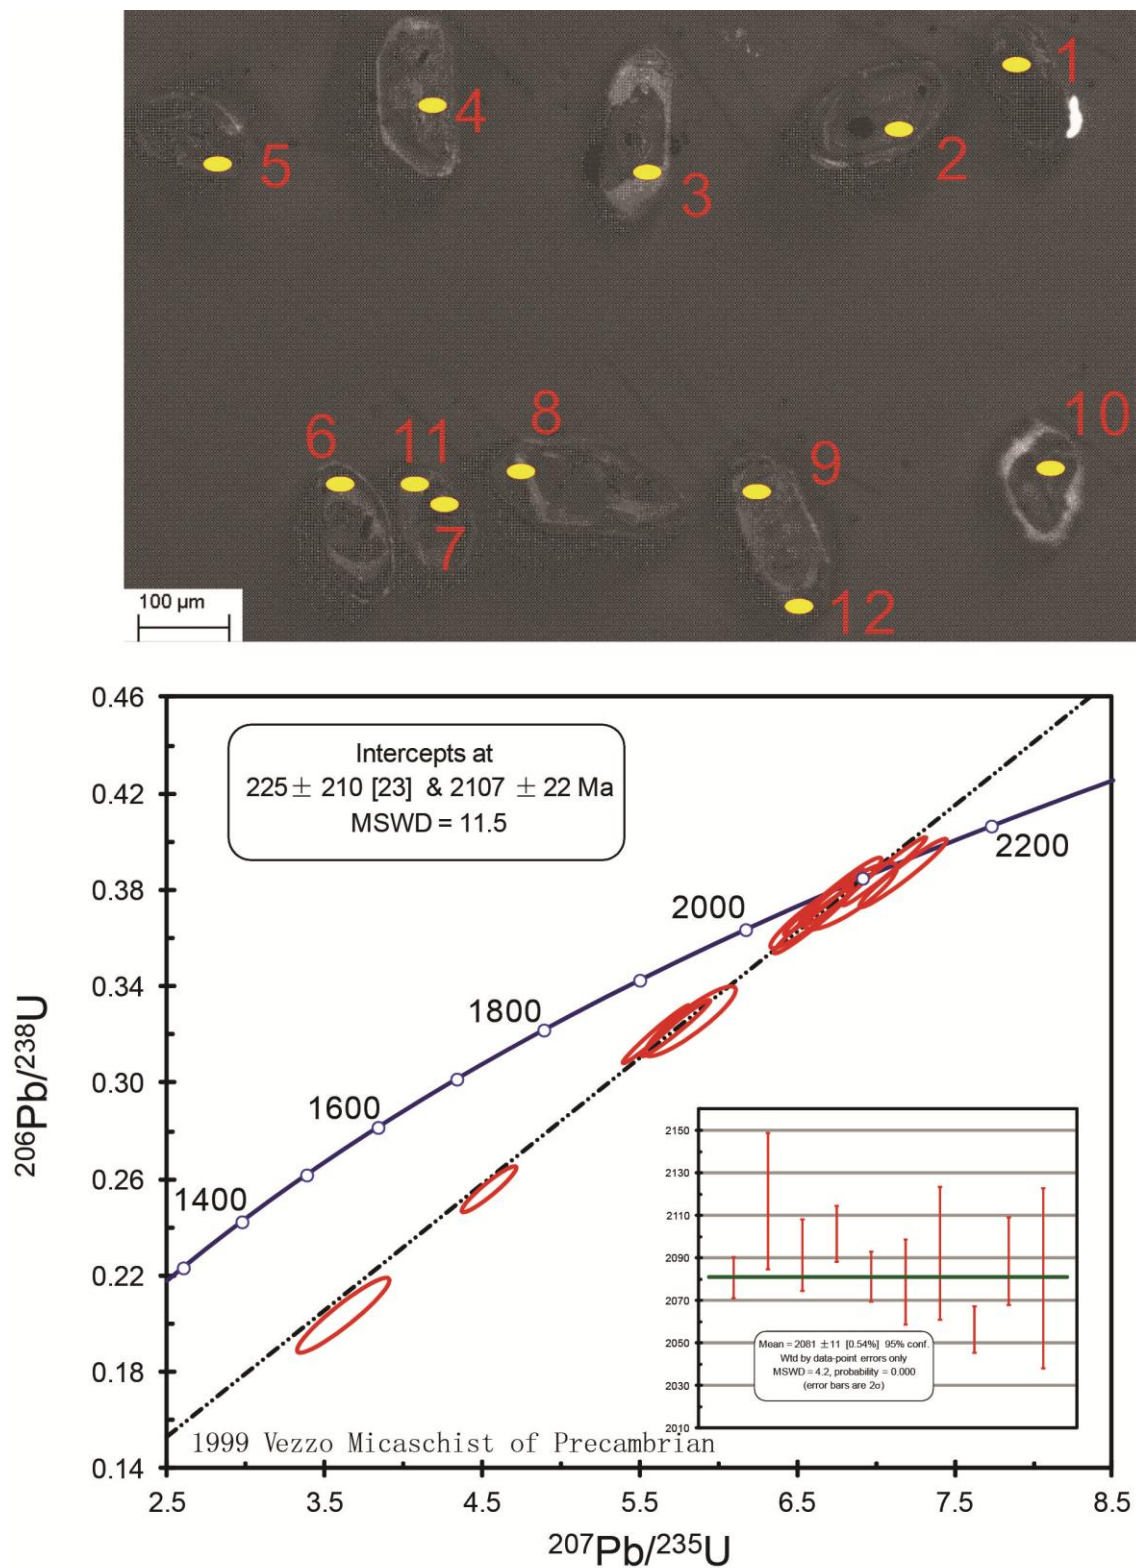 1
4
2
5
3
8
10
6
11
9
7
12
100 µm
0.46
Intercepts at
225 ± 210 [23] & 2107 ± 22 Ma
MSWD = 11.5
0.42
2200
0.38
2000
0.34
1800
0.30
1600
0.26
1400
0.22
0.18
0.14
206Pb/238U
2150
2130
2110
2090
2070
2050
2030
2010
Mean = 2081 ±11 [0.54%] 95% conf.
Wtd by data-point errors only
MSWD = 4.2, probability = 0.000
(error bars are 2σ)
1999 Vezzo Micaschist of Precambrian
2.5 3.5 4.5 5.5 6.5 7.5 8.5
207Pb/235U